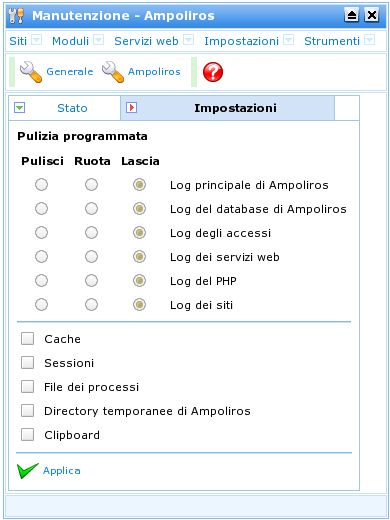 Manutenzione - Ampoliros
Siti Moduli Servizi web Impostazioni Strumenti
Generale Ampoliros
Stato Impostazioni
Pulizia programmata
Pulisci Ruota Lascia
Log principale di Ampoliros
Log del database di Ampoliros
Log degli accessi
Log dei servizi web
Log del PHP
Log dei siti
Cache
Sessioni
File dei processi
Directory temporanee di Ampoliros
Clipboard
Applica